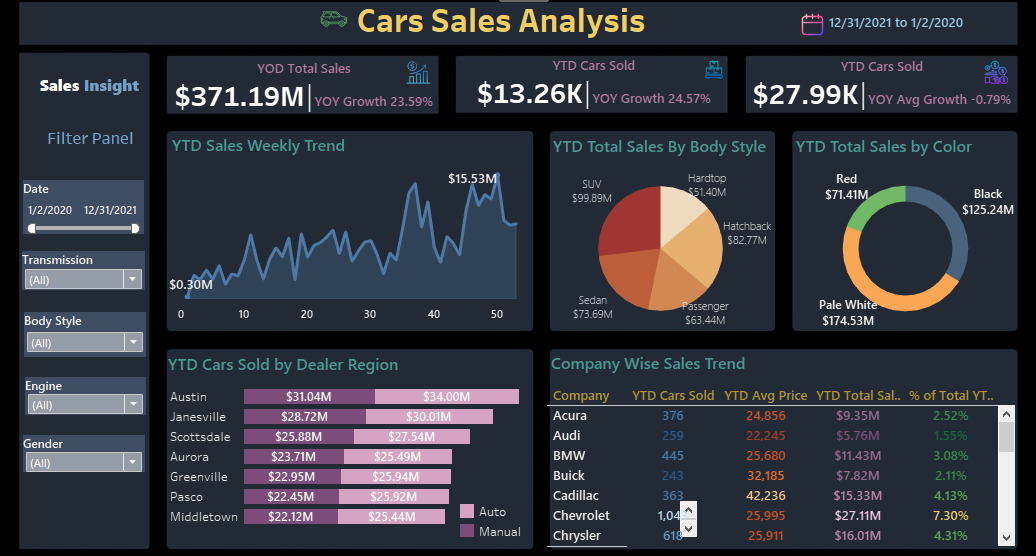 Cars Sales Analysis
12/31/2021 to 1/2/2020
Sales Insight
Filter Panel
Date
1/2/2020 12/31/2021
Transmission
(All)
Body Style
(All)
Engine
(All)
Gender
(All)
YOD Total Sales
$371.19M YOY Growth 23.59%
YTD Cars Sold
$13.26K YOY Growth 24.57%
YTD Cars Sold
$27.99K YOY Avg Growth -0.79%
YTD Sales Weekly Trend
$15.53M
$0.30M
0 10 20 30 40 50
YTD Total Sales By Body Style
SUV
$99.89M
Hardtop
$51.40M
Hatchback
$82.77M
Sedan
$73.69M
Passenger
$63.44M
YTD Total Sales by Color
Red
$71.41M
Black
$125.24M
Pale White
$174.53M
YTD Cars Sold by Dealer Region
Austin $31.04M $34.00M
Janesville $28.72M $30.01M
Scottsdale $25.88M $27.54M
Aurora $23.71M $25.49M
Greenville $22.95M $25.94M
Pasco $22.45M $25.92M
Middletown $22.12M $25.44M
Auto
Manual
Company Wise Sales Trend
Company YTD Cars Sold YTD Avg Price YTD Total Sal.. % of Total YT..
Acura 376 24,856 $9.35M 2.52%
Audi 259 22,245 $5.76M 1.55%
BMW 445 25,680 $11.43M 3.08%
Buick 243 32,185 $7.82M 2.11%
Cadillac 363 42,236 $15.33M 4.13%
Chevrolet 25,995 $27.11M 7.30%
Chrysler 618 25,911 $16.01M 4.31%